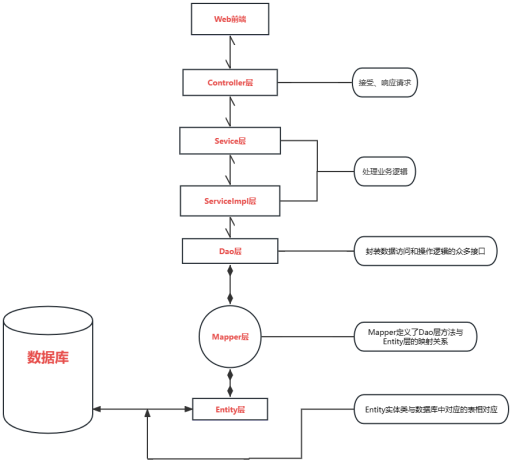 Web前端
Controller层
接受、响应请求
Sevice层
处理业务逻辑
ServiceImpl层
Dao层
封装数据访问和操作逻辑的众多接口
Mapper层
Mapper定义了Dao层方法与
Entity层的映射关系
数据库
Entity层
Entity实体类与数据库中对应的表相对应